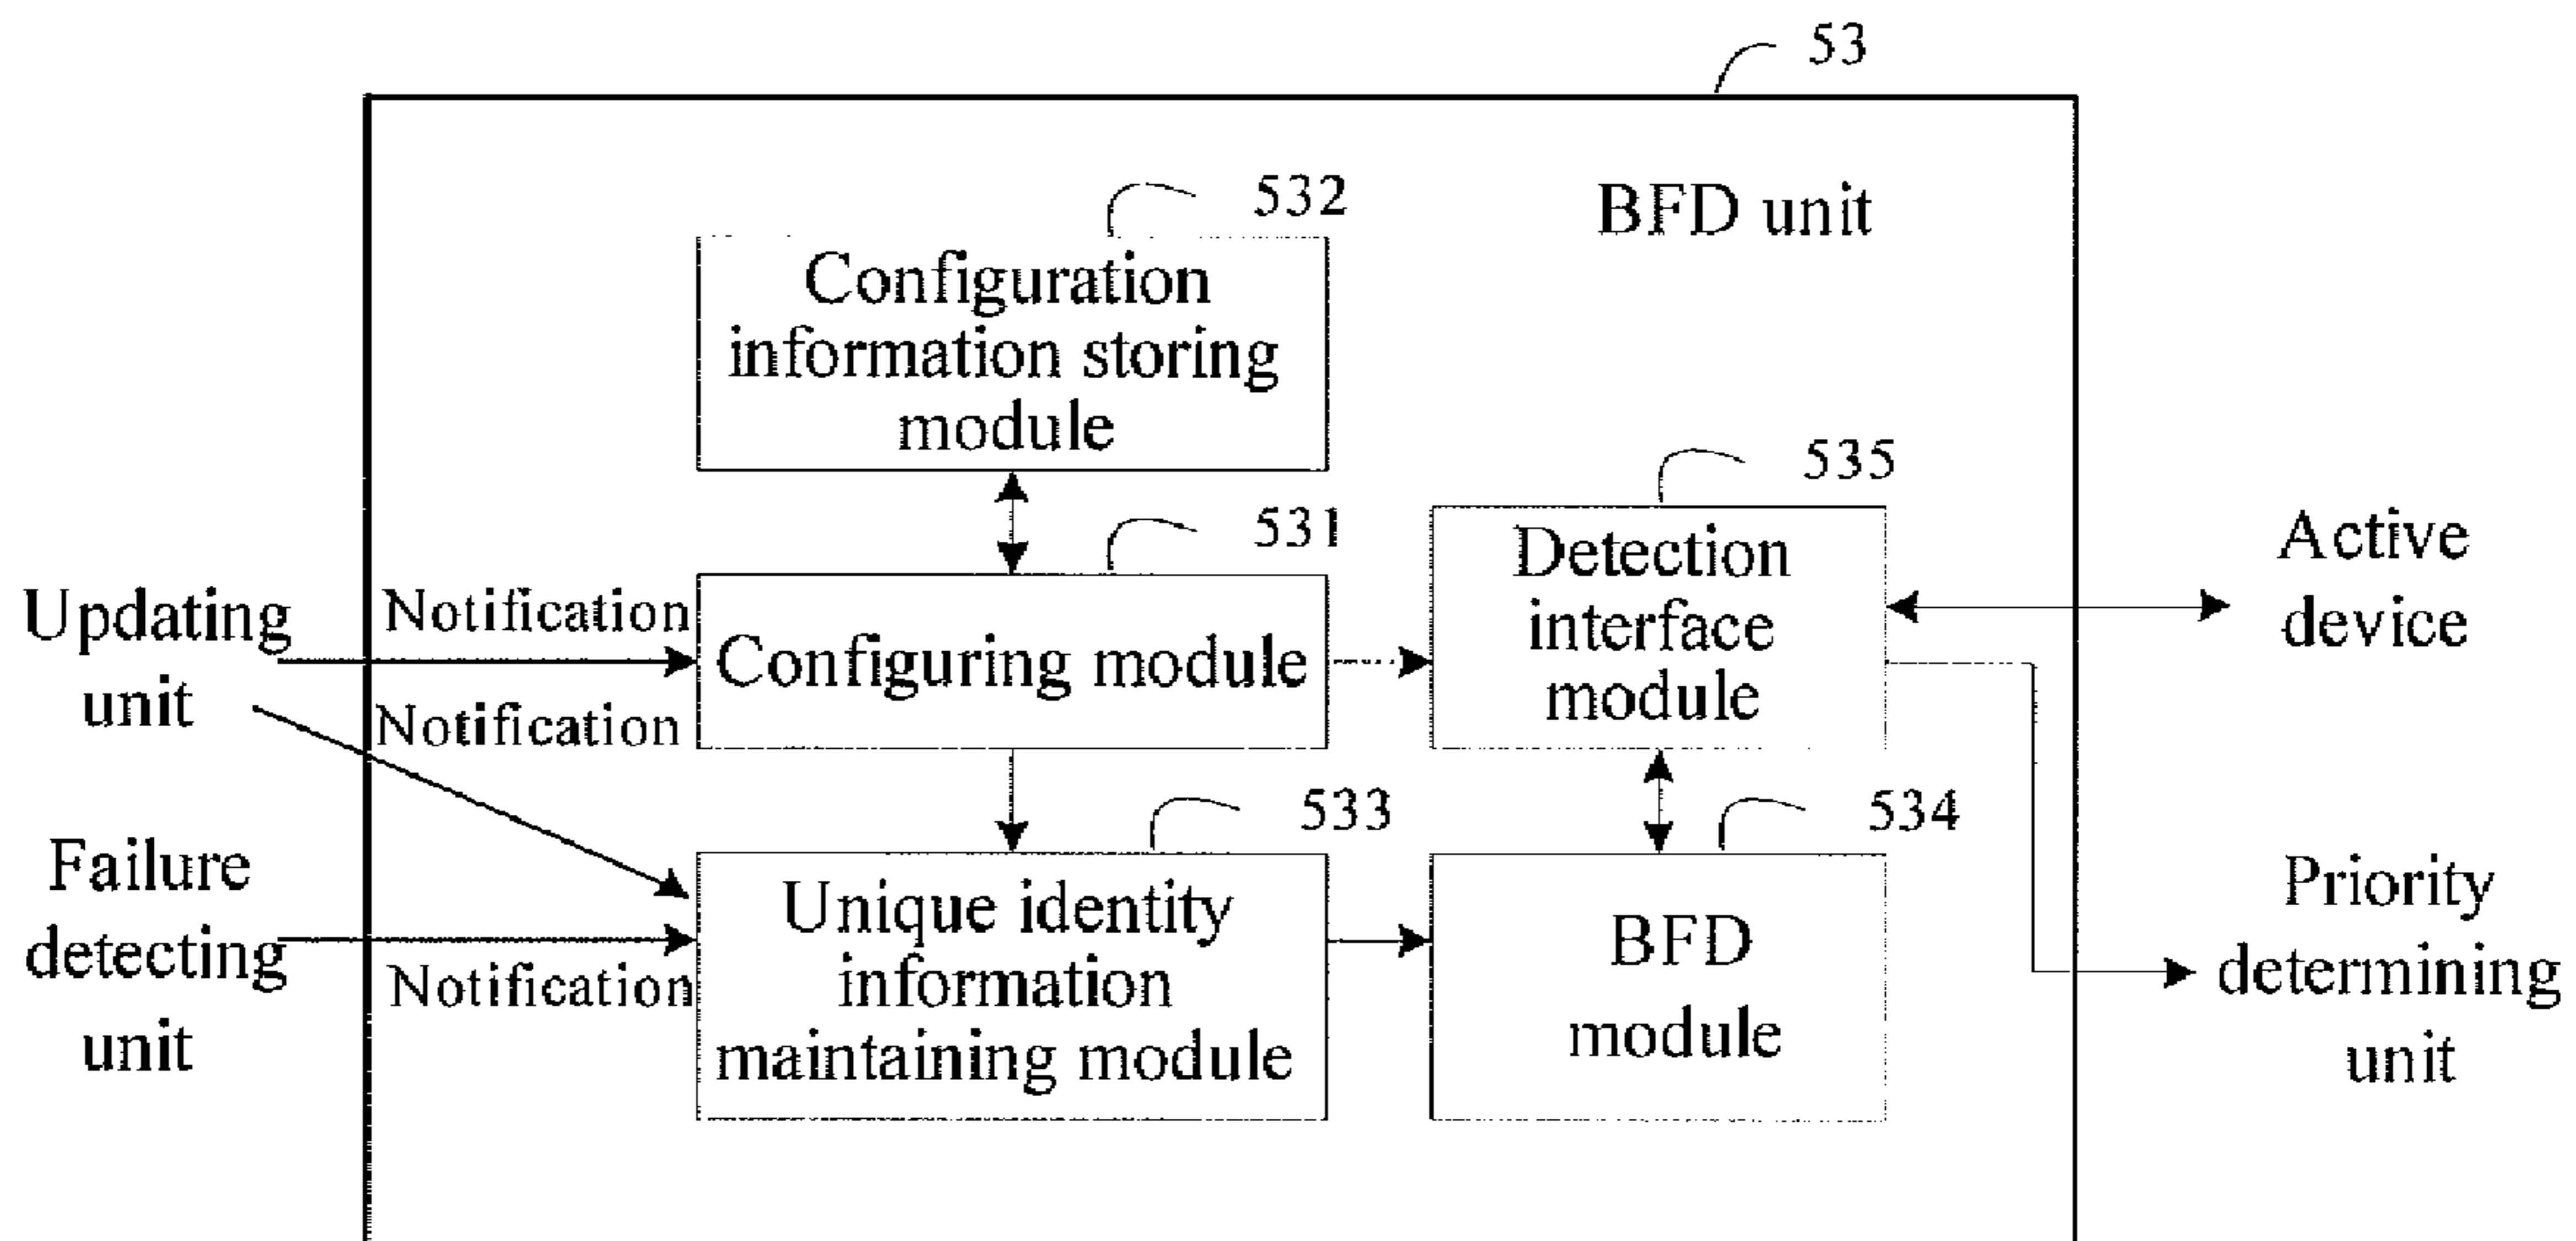 53
BFD unit
532
Configuration
information storing
module
531
Configuring module
535
Detection
interface
module
533
Unique identity
information
maintaining module
534
BFD
module
Updating
unit
Notification
Notification
Failure
detecting
unit
Notification
Active
device
Priority
determining
unit